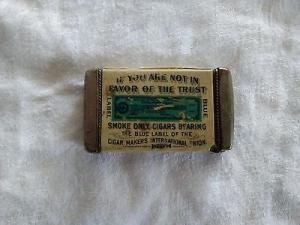 IF YOU ARE NOT IN
FAVOR OF THE TRUST
LABEL
BLUE
SMOKE ONLY CIGARS BEARING
THE BLUE LABEL OF THE
CIGAR MAKERS INTERNATIONAL UNION